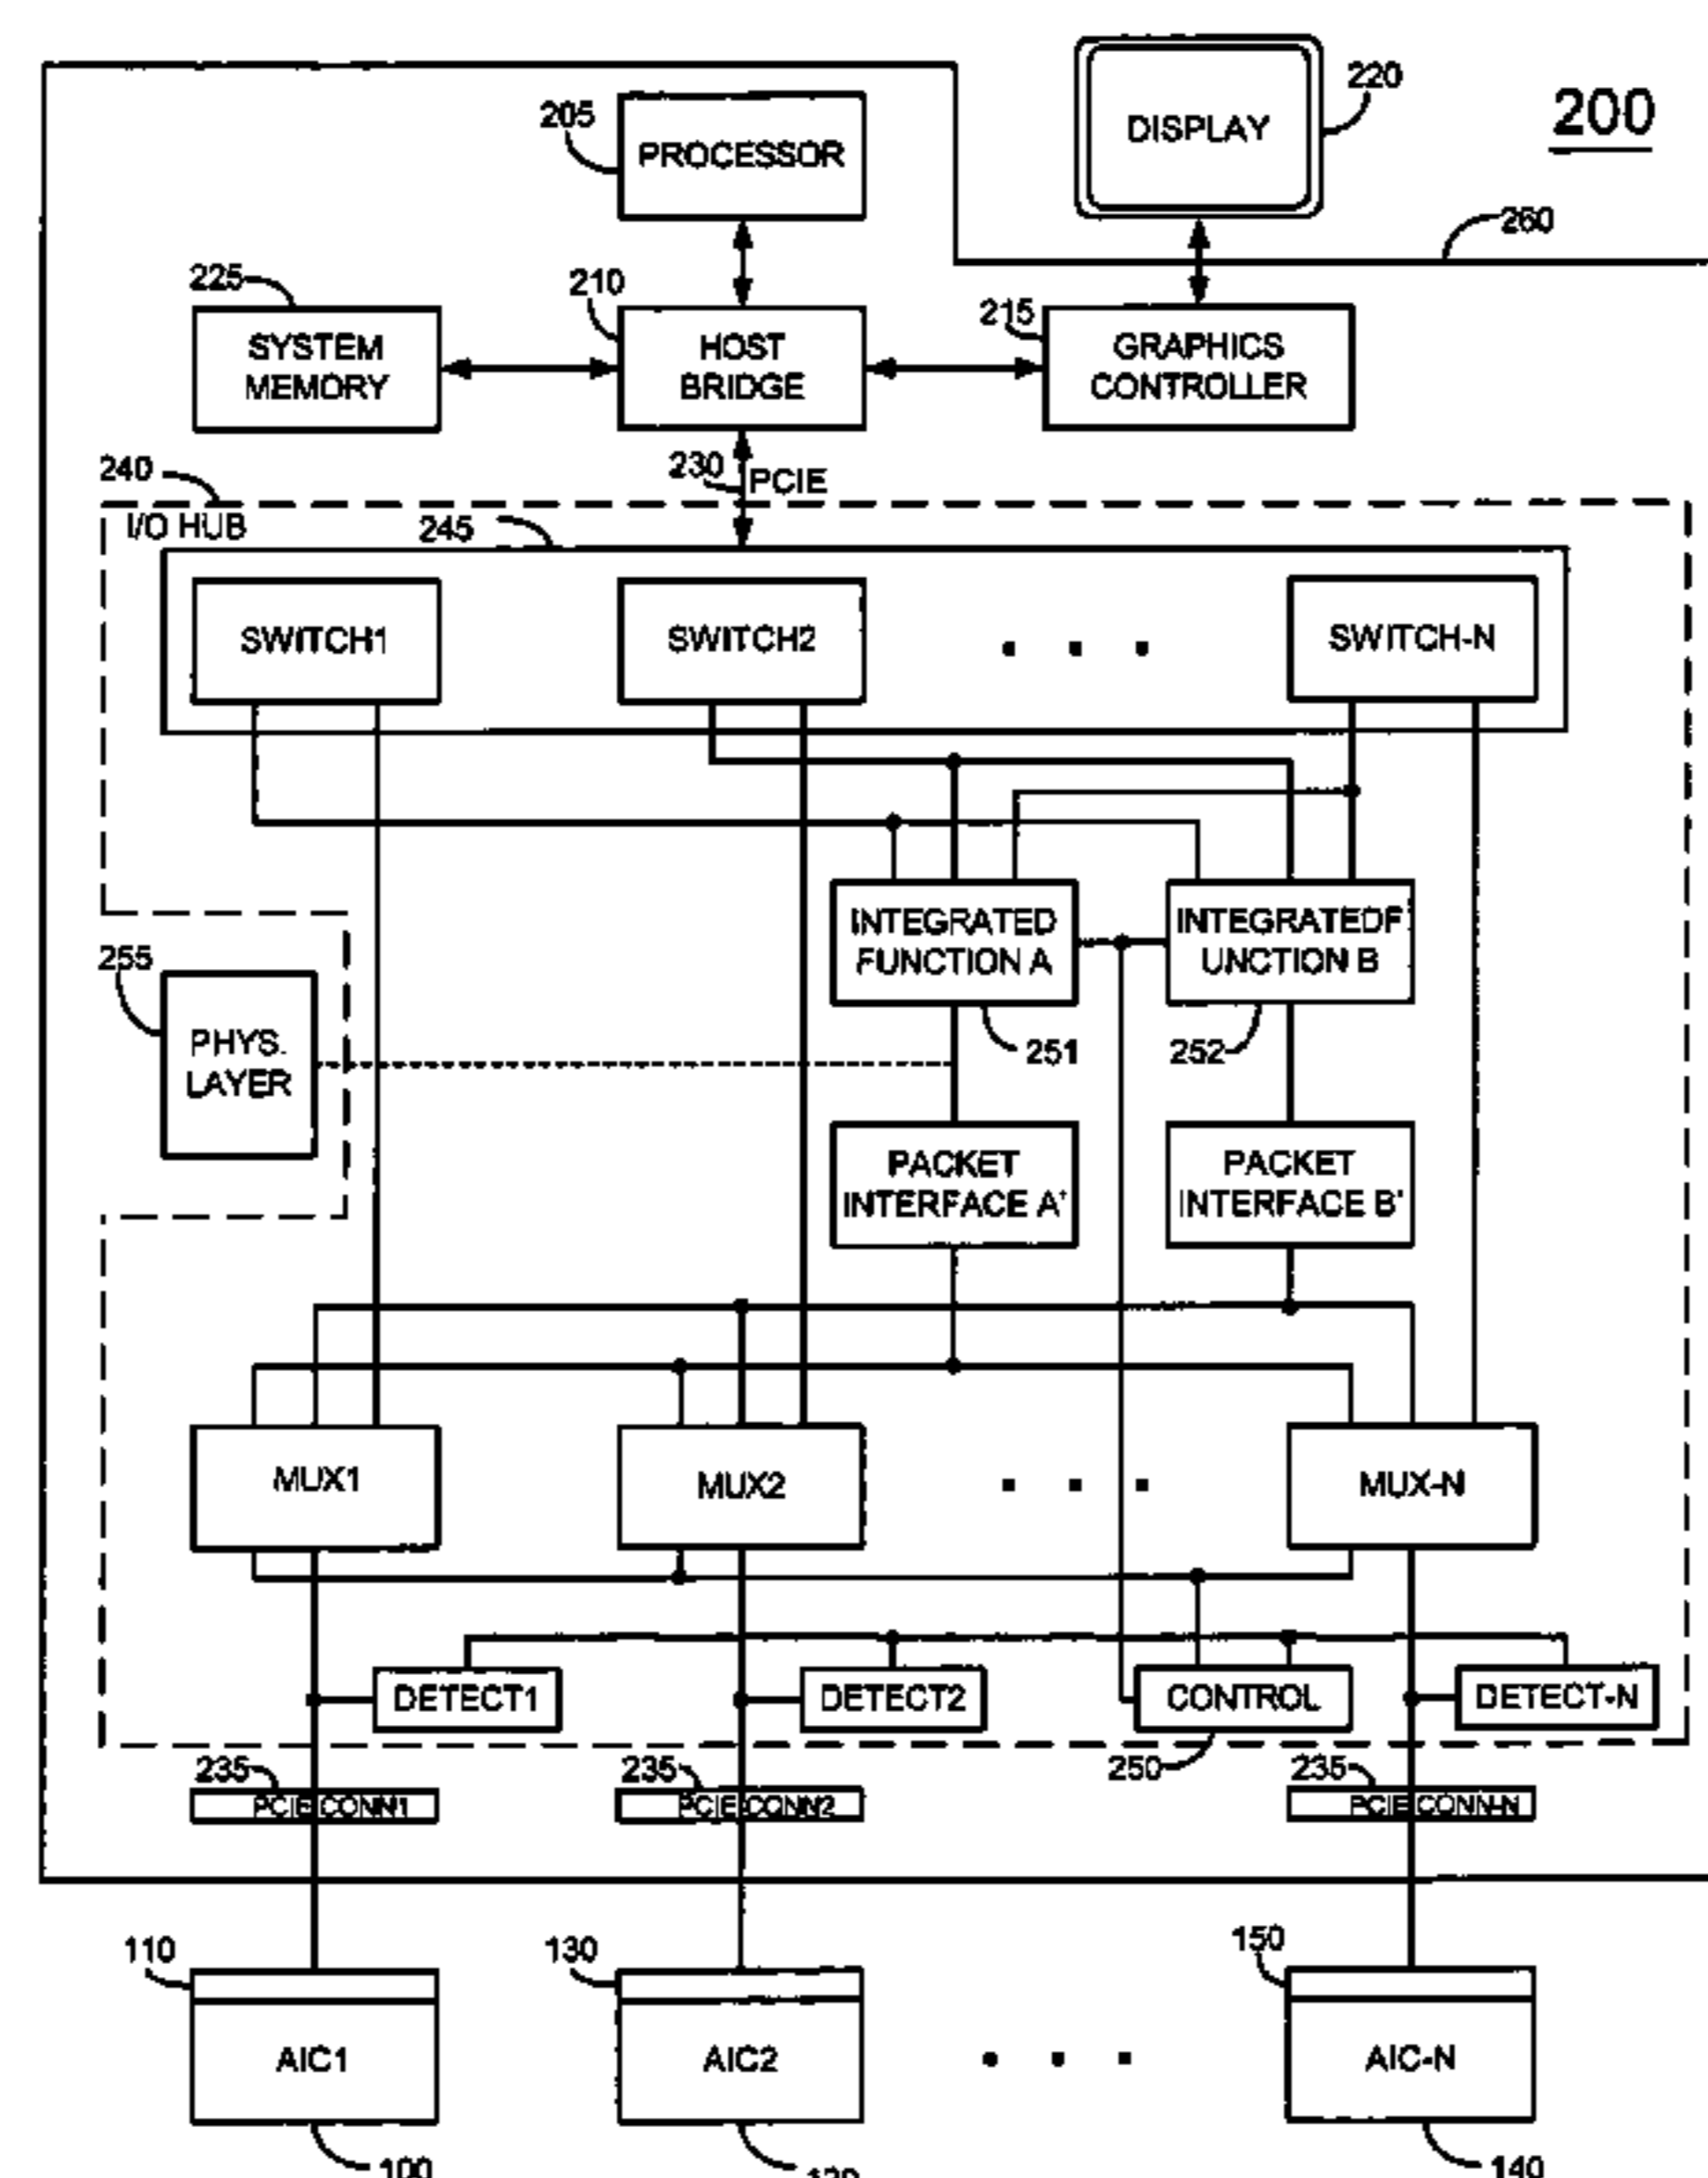 200
205
PROCESSOR
DISPLAY
220
260
225
SYSTEM
MEMORY
210
HOST
BRIDGE
215
GRAPHICS
CONTROLLER
230
PCIE
240
I/O HUB
245
SWITCH1
SWITCH2
. . .
SWITCH-N
INTEGRATED
FUNCTION A
INTEGRATEDF
UNCTION B
251
252
255
PHYS.
LAYER
PACKET
INTERFACE A'
PACKET
INTERFACE B'
MUX1
MUX2
. . .
MUX-N
DETECT1
DETECT2
CONTROL
DETECT-N
250
235
PCIE CONN1
235
PCIE CONN2
235
PCIE CONN-N
110
AIC1
100
130
AIC2
. . .
150
AIC-N
140